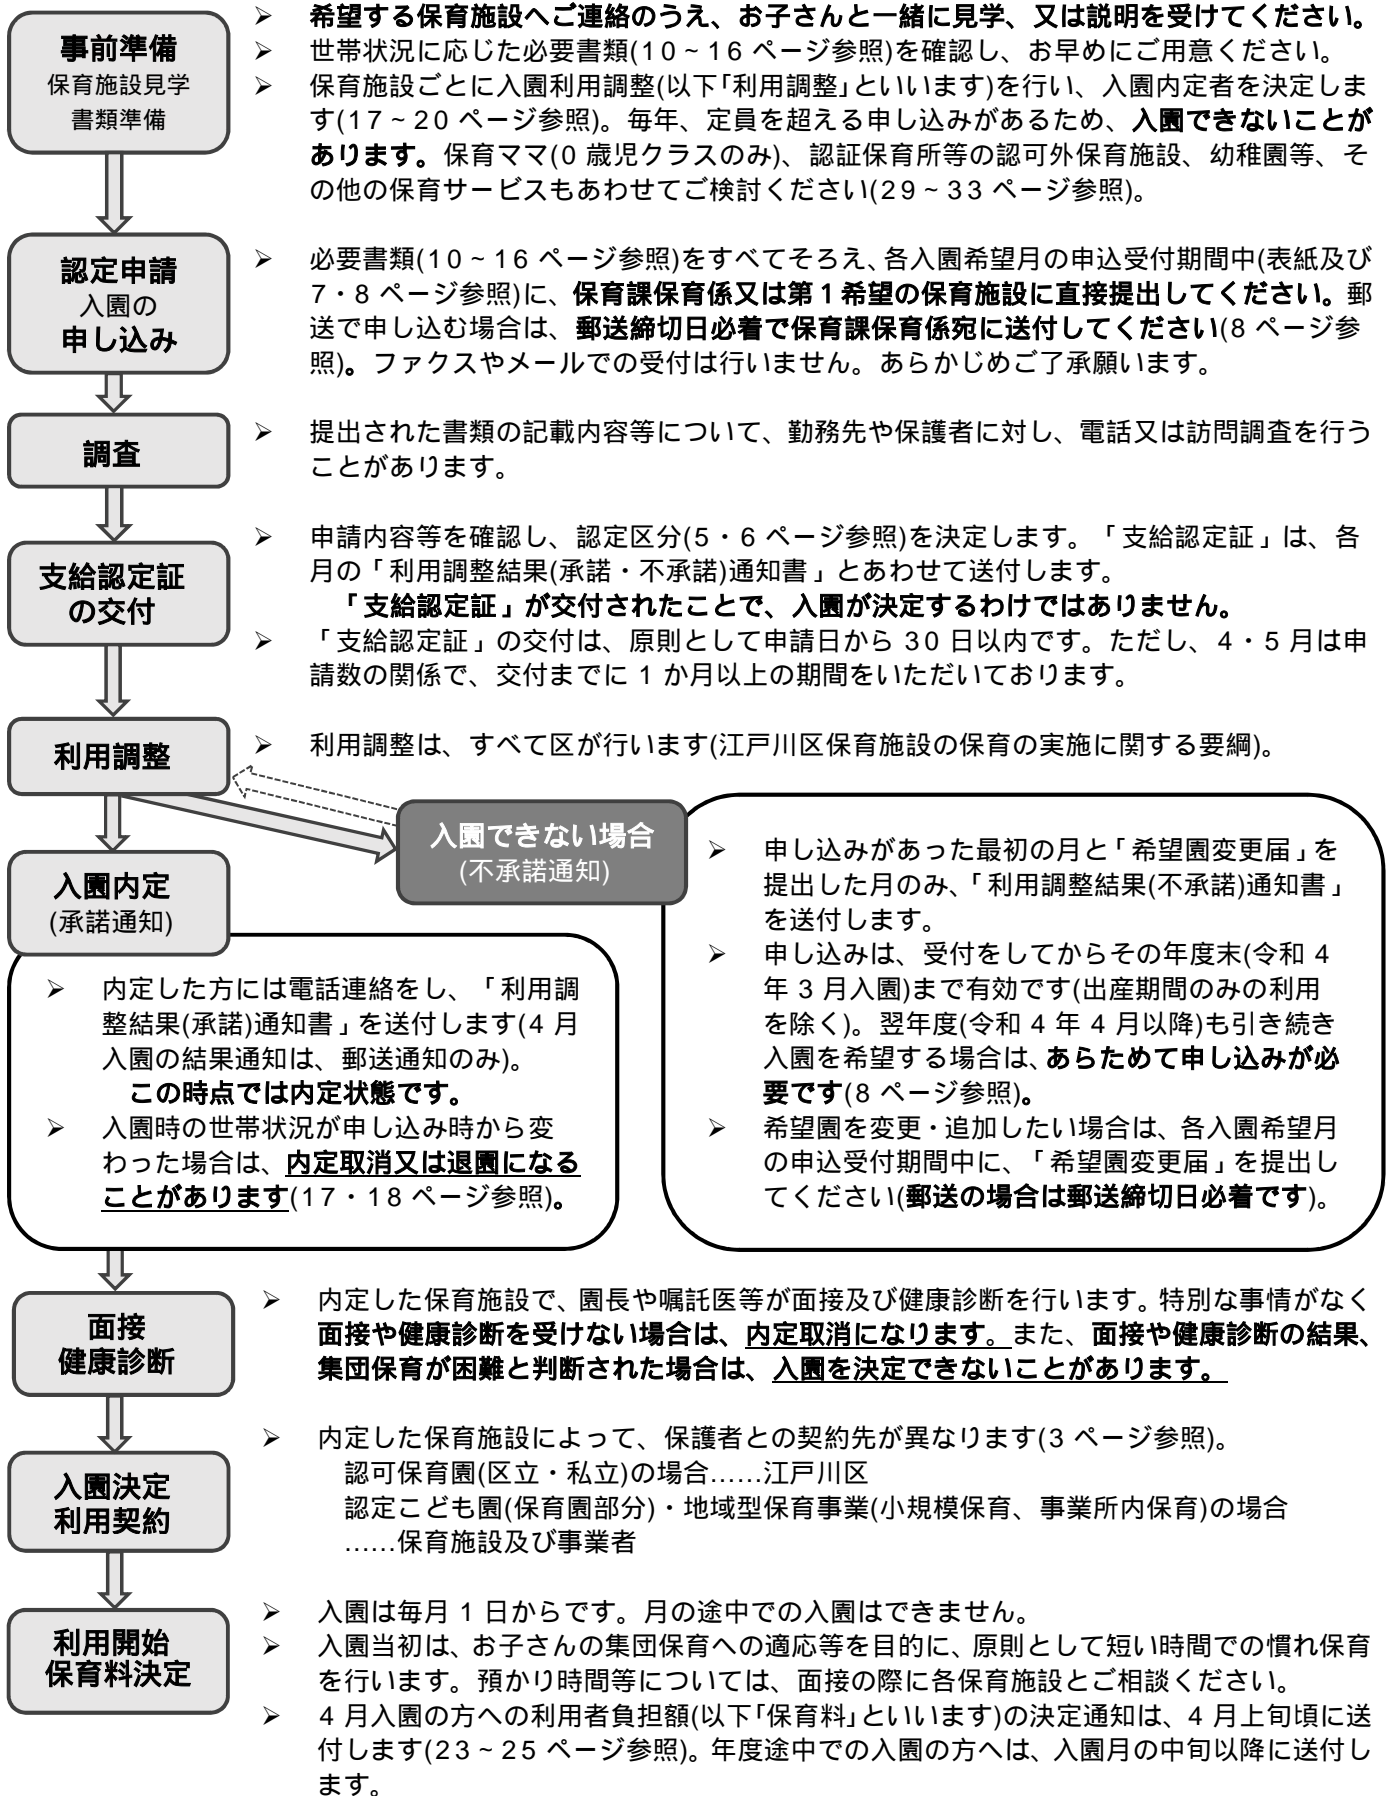 事前準備
保育施設見学
書類準備
➢ 希望する保育施設へご連絡のうえ、お子さんと一緒に見学、又は説明を受けてください。
➢ 世帯状況に応じた必要書類(10～16 ページ参照)を確認し、お早めにご用意ください。
➢ 保育施設ごとに入園利用調整(以下｢利用調整｣といいます)を行い、入園内定者を決定しま
す(17～20 ページ参照)。毎年、定員を超える申し込みがあるため、入園できないことが
あります。保育ママ(0 歳児クラスのみ)、認証保育所等の認可外保育施設、幼稚園等、そ
の他の保育サービスもあわせてご検討ください(29～33 ページ参照)。
認定申請
入園の
申し込み
➢ 必要書類(10～16 ページ参照)をすべてそろえ、各入園希望月の申込受付期間中(表紙及び
7・8 ページ参照)に、保育課保育係又は第１希望の保育施設に直接提出してください。郵
送で申し込む場合は、郵送締切日必着で保育課保育係宛に送付してください(8 ページ参
照)。ファクスやメールでの受付は行いません。あらかじめご了承願います。
調査
➢ 提出された書類の記載内容等について、勤務先や保護者に対し、電話又は訪問調査を行う
ことがあります。
支給認定証
の交付
➢ 申請内容等を確認し、認定区分(5・6 ページ参照)を決定します。「支給認定証」は、各
月の「利用調整結果(承諾・不承諾)通知書」とあわせて送付します。
「支給認定証」が交付されたことで、入園が決定するわけではありません。
➢ 「支給認定証」の交付は、原則として申請日から 30 日以内です。ただし、4・5 月は申
請数の関係で、交付までに 1 か月以上の期間をいただいております。
利用調整
➢ 利用調整は、すべて区が行います(江戸川区保育施設の保育の実施に関する要綱)。
入園できない場合
(不承諾通知)
➢ 申し込みがあった最初の月と「希望園変更届」を
提出した月のみ、「利用調整結果(不承諾)通知書」
を送付します。
➢ 申し込みは、受付をしてからその年度末(令和 4
年 3 月入園)まで有効です(出産期間のみの利用
を除く)。翌年度(令和 4 年 4 月以降)も引き続き
入園を希望する場合は、あらためて申し込みが必
要です(8 ページ参照)。
➢ 希望園を変更・追加したい場合は、各入園希望月
の申込受付期間中に、「希望園変更届」を提出し
てください(郵送の場合は郵送締切日必着です)。
入園内定
(承諾通知)
➢ 内定した方には電話連絡をし、「利用調
整結果(承諾)通知書」を送付します(4 月
入園の結果通知は、郵送通知のみ)。
この時点では内定状態です。
➢ 入園時の世帯状況が申し込み時から変
わった場合は、内定取消又は退園になる
ことがあります(17・18 ページ参照)。
面接
健康診断
➢ 内定した保育施設で、園長や嘱託医等が面接及び健康診断を行います。特別な事情がなく
面接や健康診断を受けない場合は、内定取消になります。また、面接や健康診断の結果、
集団保育が困難と判断された場合は、入園を決定できないことがあります。
入園決定
利用契約
➢ 内定した保育施設によって、保護者との契約先が異なります(3 ページ参照)。
認可保育園(区立・私立)の場合……江戸川区
認定こども園(保育園部分)・地域型保育事業(小規模保育、事業所内保育)の場合
……保育施設及び事業者
利用開始
保育料決定
➢ 入園は毎月 1 日からです。月の途中での入園はできません。
➢ 入園当初は、お子さんの集団保育への適応等を目的に、原則として短い時間での慣れ保育
を行います。預かり時間等については、面接の際に各保育施設とご相談ください。
➢ 4 月入園の方への利用者負担額(以下｢保育料｣といいます)の決定通知は、4 月上旬頃に送
付します(23～25 ページ参照)。年度途中での入園の方へは、入園月の中旬以降に送付し
ます。